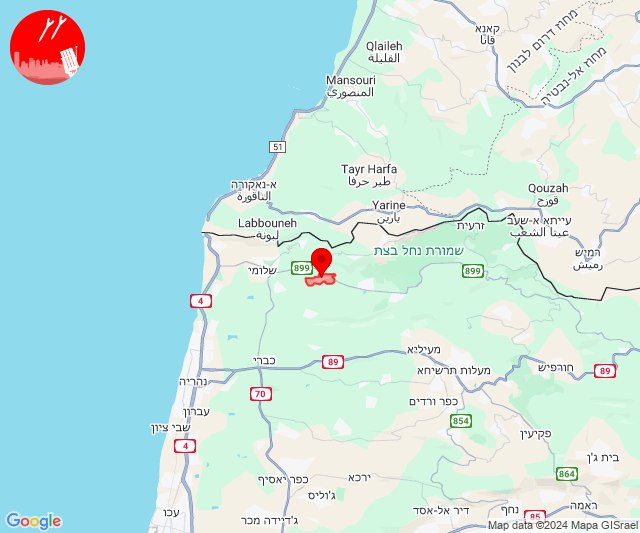 קאנא
قانا
מחוז דרום לבנון
Qlaileh
القليلة
מחוז אל-נבטיה
Mansouri
المنصوري
51
Tayr Harfa
طير حرفا
א-נאקורה
الناقورة
Qouzah
قوزح
Yarine
يارين
עייתא א-שעב
عيتا الشعب
זרעית
Labbouneh
لبونة
שמורת נחל בצת
רמיש
رميش
899
שלומי
899
4
מעיליא
כברי
89
מעלות תרשיחא
חורפיש
89
נהריה
70
כפר ורדים
עברון
854
שבי ציון
פקיעין
4
בית ג'ן
864
ירכא
כפר יאסיף
ג'וליס
ראמה
עכו
ג'דיידה מכר
דיר אל-אסד
נחף
85
Google
Map data ©2024 Mapa GISrael